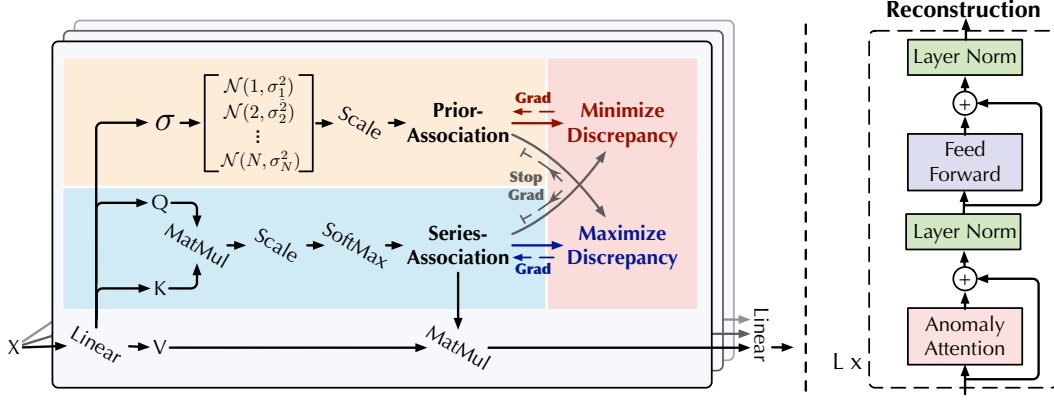 Reconstruction
Layer Norm
+
Feed
Forward
Layer Norm
+
Anomaly
Attention
L x
σ
N(1, σ₁²)
N(2, σ₂²)
⋮
N(N, σ_N²)
Scale
Prior-
Association
Grad
Minimize
Discrepancy
Stop
Grad
Q
MatMul
K
Scale
SoftMax
Series-
Association
Grad
Maximize
Discrepancy
X
Linear
V
MatMul
Linear